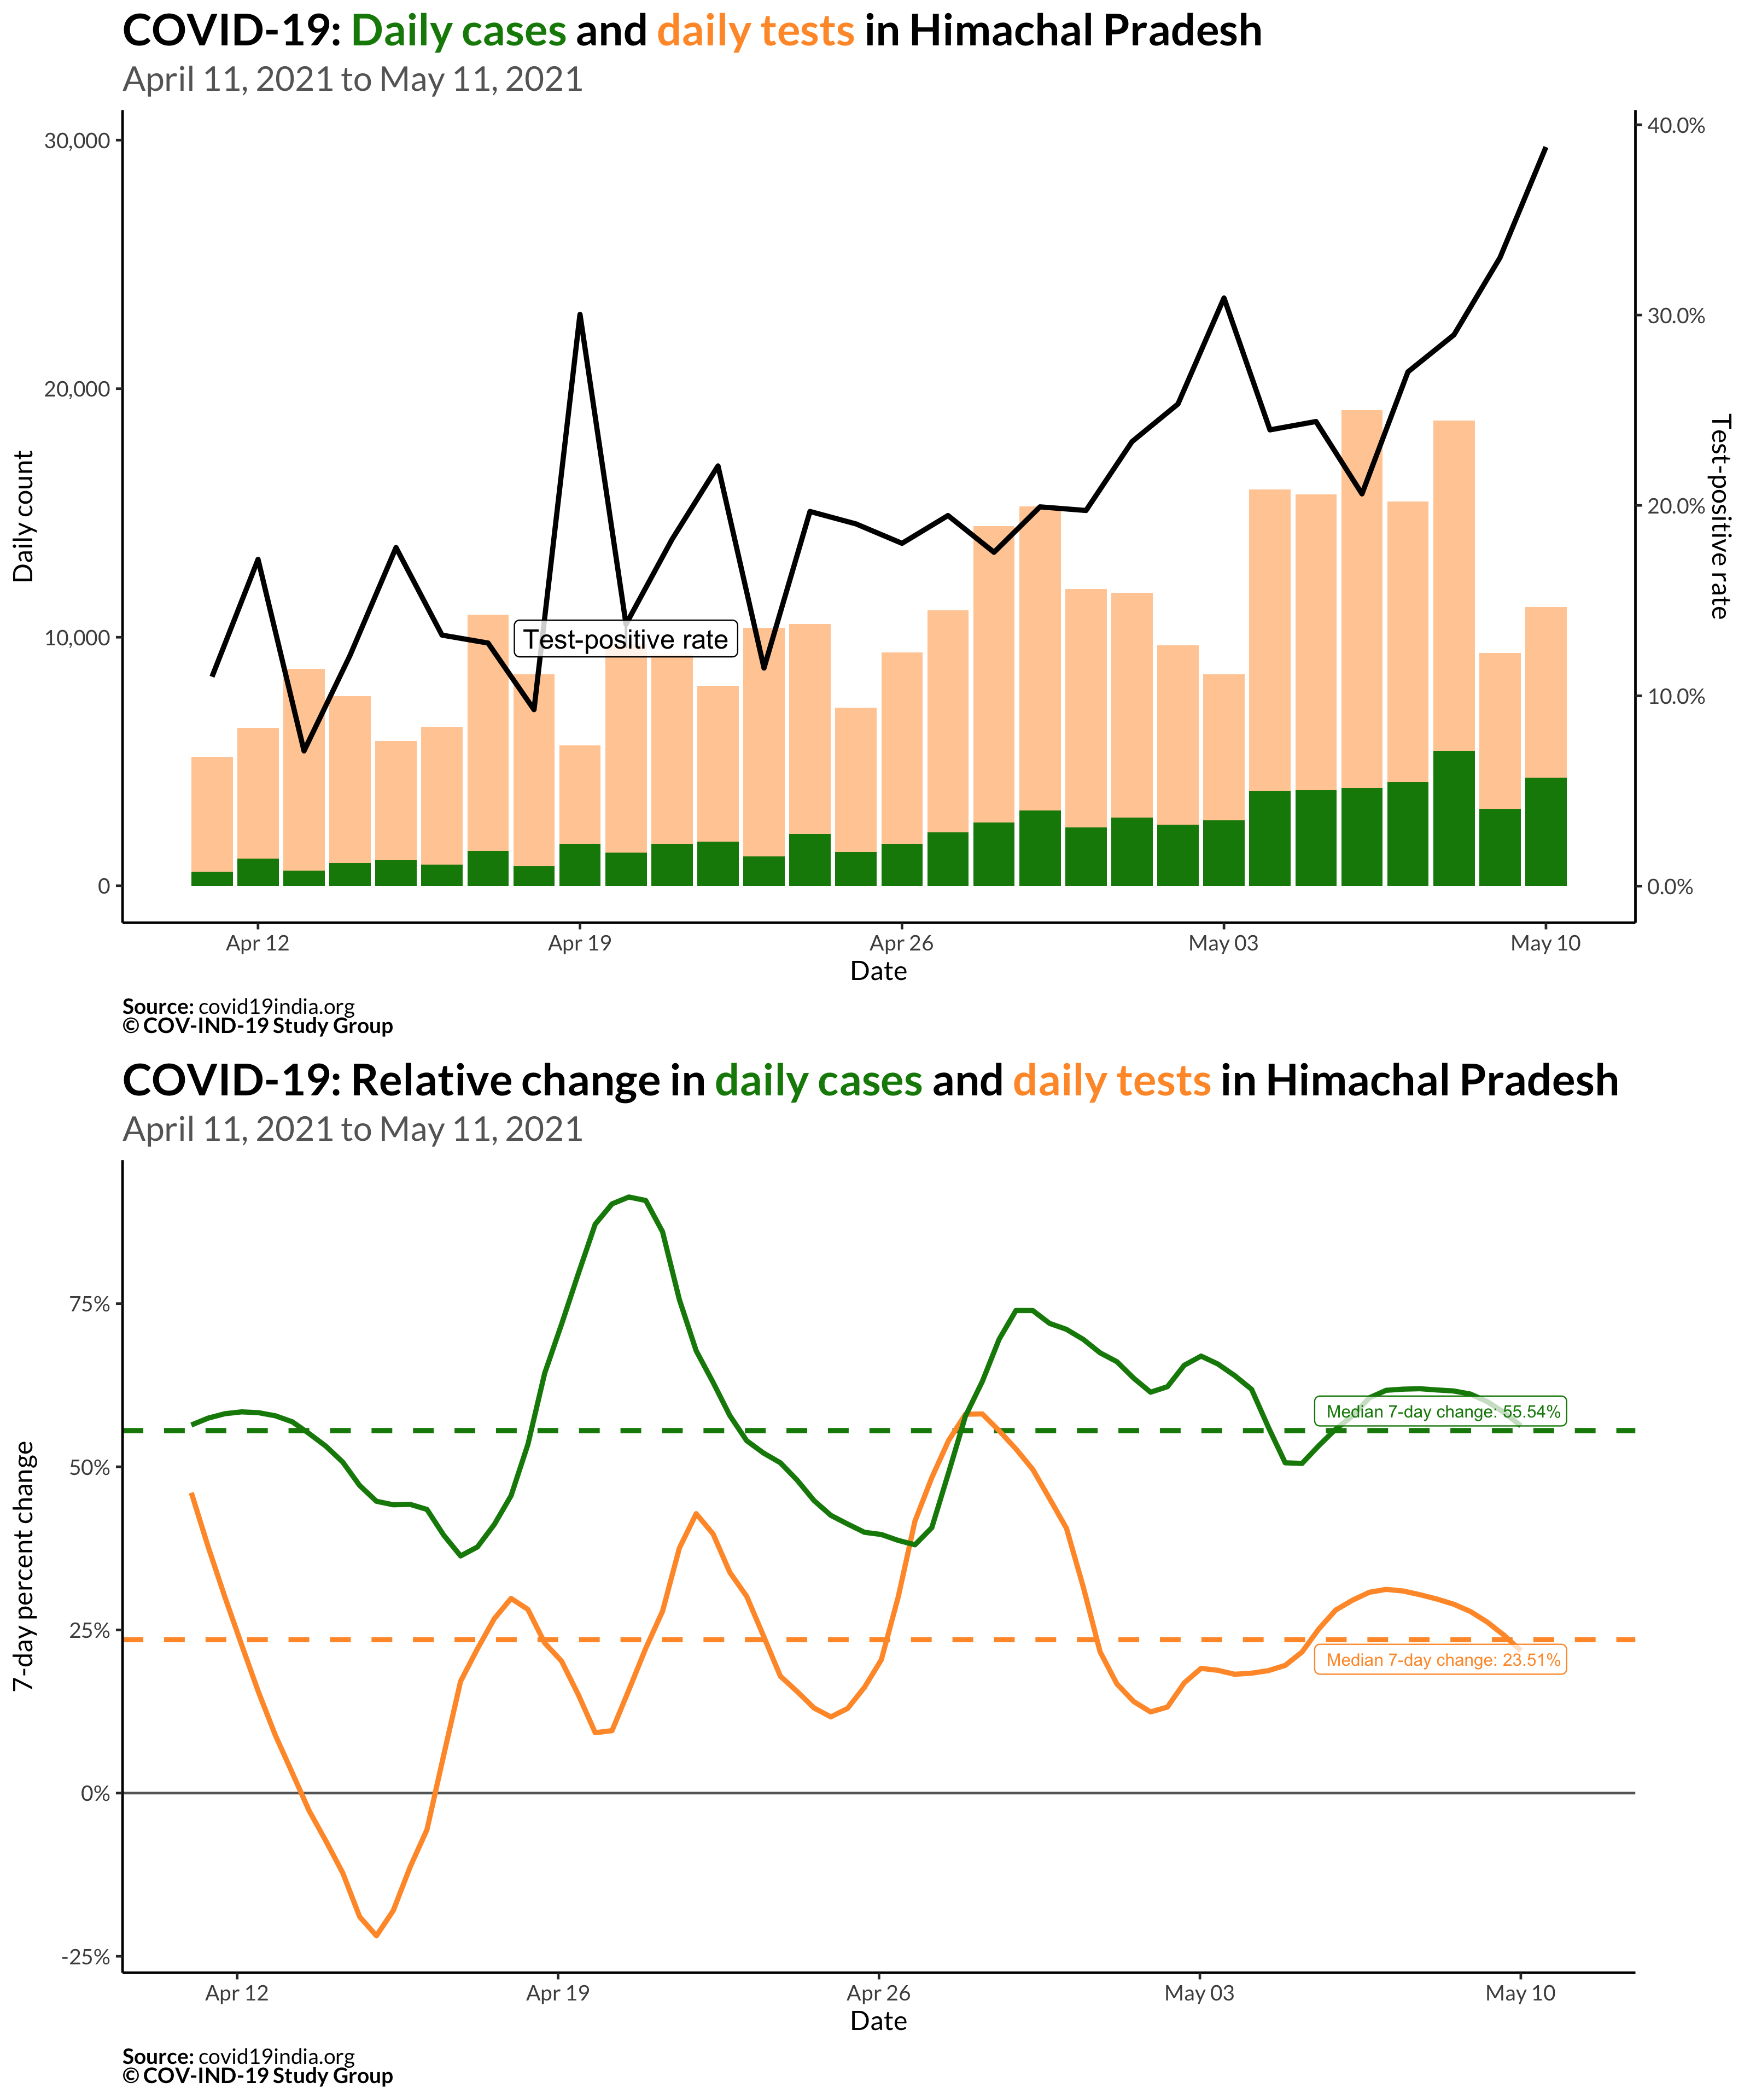 COVID-19: Daily cases and daily tests in Himachal Pradesh
April 11, 2021 to May 11, 2021
30,000
20,000
10,000
0
Daily count
40.0%
30.0%
20.0%
10.0%
0.0%
Test-positive rate
Test-positive rate
Apr 12
Apr 19
Apr 26
May 03
May 10
Date
Source: covid19india.org
© COV-IND-19 Study Group
COVID-19: Relative change in daily cases and daily tests in Himachal Pradesh
April 11, 2021 to May 11, 2021
75%
50%
25%
0%
-25%
7-day percent change
Median 7-day change: 55.54%
Median 7-day change: 23.51%
Apr 12
Apr 19
Apr 26
May 03
May 10
Date
Source: covid19india.org
© COV-IND-19 Study Group